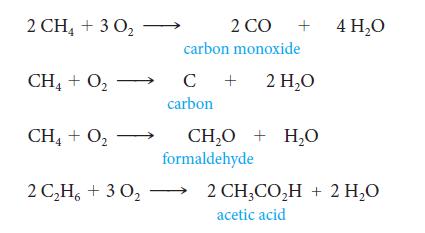 2 CH₄ + 3 O₂ ⟶ 2 CO + 4 H₂O
carbon monoxide
CH₄ + O₂ ⟶ C + 2 H₂O
carbon
CH₄ + O₂ ⟶ CH₂O + H₂O
formaldehyde
2 C₂H₆ + 3 O₂ ⟶ 2 CH₃CO₂H + 2 H₂O
acetic acid